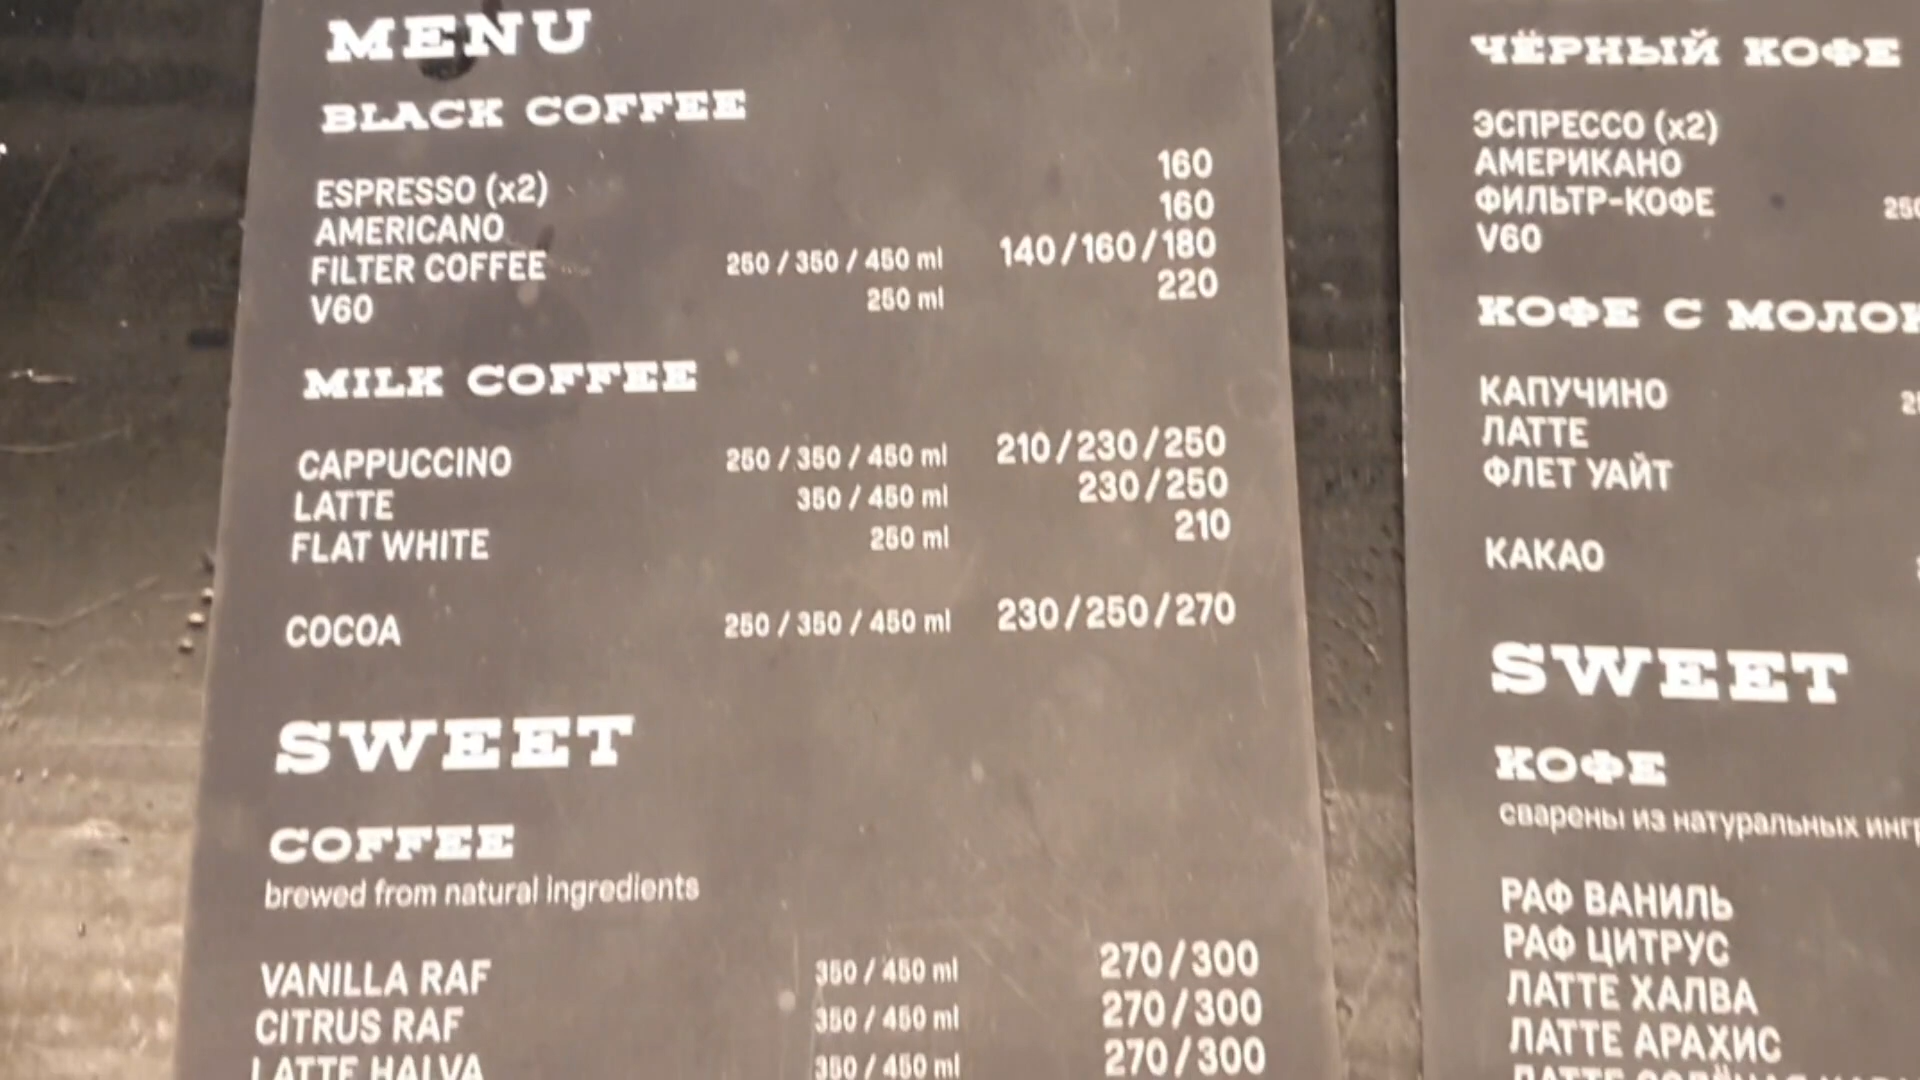 MENU
BLACK COFFEE
ESPRESSO (x2) 160
AMERICANO 160
FILTER COFFEE 250 / 350 / 450 ml 140/160/180
V60 250 ml 220
MILK COFFEE
CAPPUCCINO 250 / 350 / 450 ml 210/230/250
LATTE 350 / 450 ml 230/250
FLAT WHITE 250 ml 210
COCOA 250 / 350 / 450 ml 230/250/270
SWEET
COFFEE
brewed from natural ingredients
VANILLA RAF 350 / 450 ml 270/300
CITRUS RAF 350 / 450 ml 270/300
LATTE HALVA 350 / 450 ml 270/300
ЧЁРНЫЙ КОФЕ
ЭСПРЕССО (x2)
АМЕРИКАНО
ФИЛЬТР-КОФЕ
V60
КОФЕ С
КАПУЧИНО
ЛАТТЕ
ФЛЕТ УАЙТ
КАКАО
SWEET
КОФЕ
сварены из натуральных
РАФ ВАНИЛЬ
РАФ ЦИТРУС
ЛАТТЕ ХАЛВА
ЛАТТЕ АРАХИС